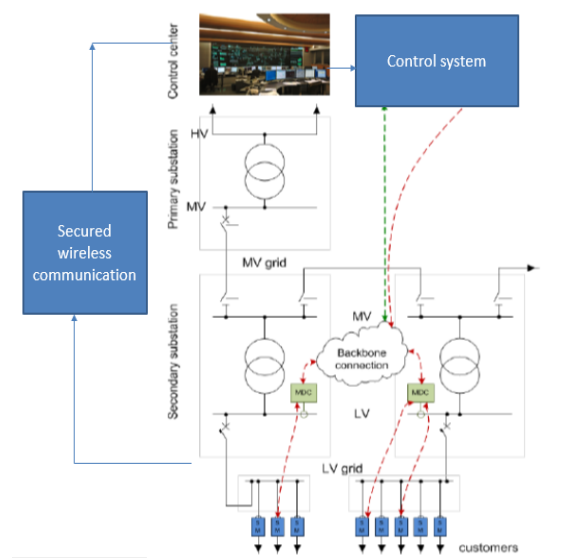 Control center
Control system
HV
Primary substation
MV
Secured
wireless
communication
MV grid
MV
Secondary substation
Backbone
connection
MDC
MDC
LV
LV grid
S
M
S
M
S
M
S
M
S
M
S
M
S
M
S
M
customers